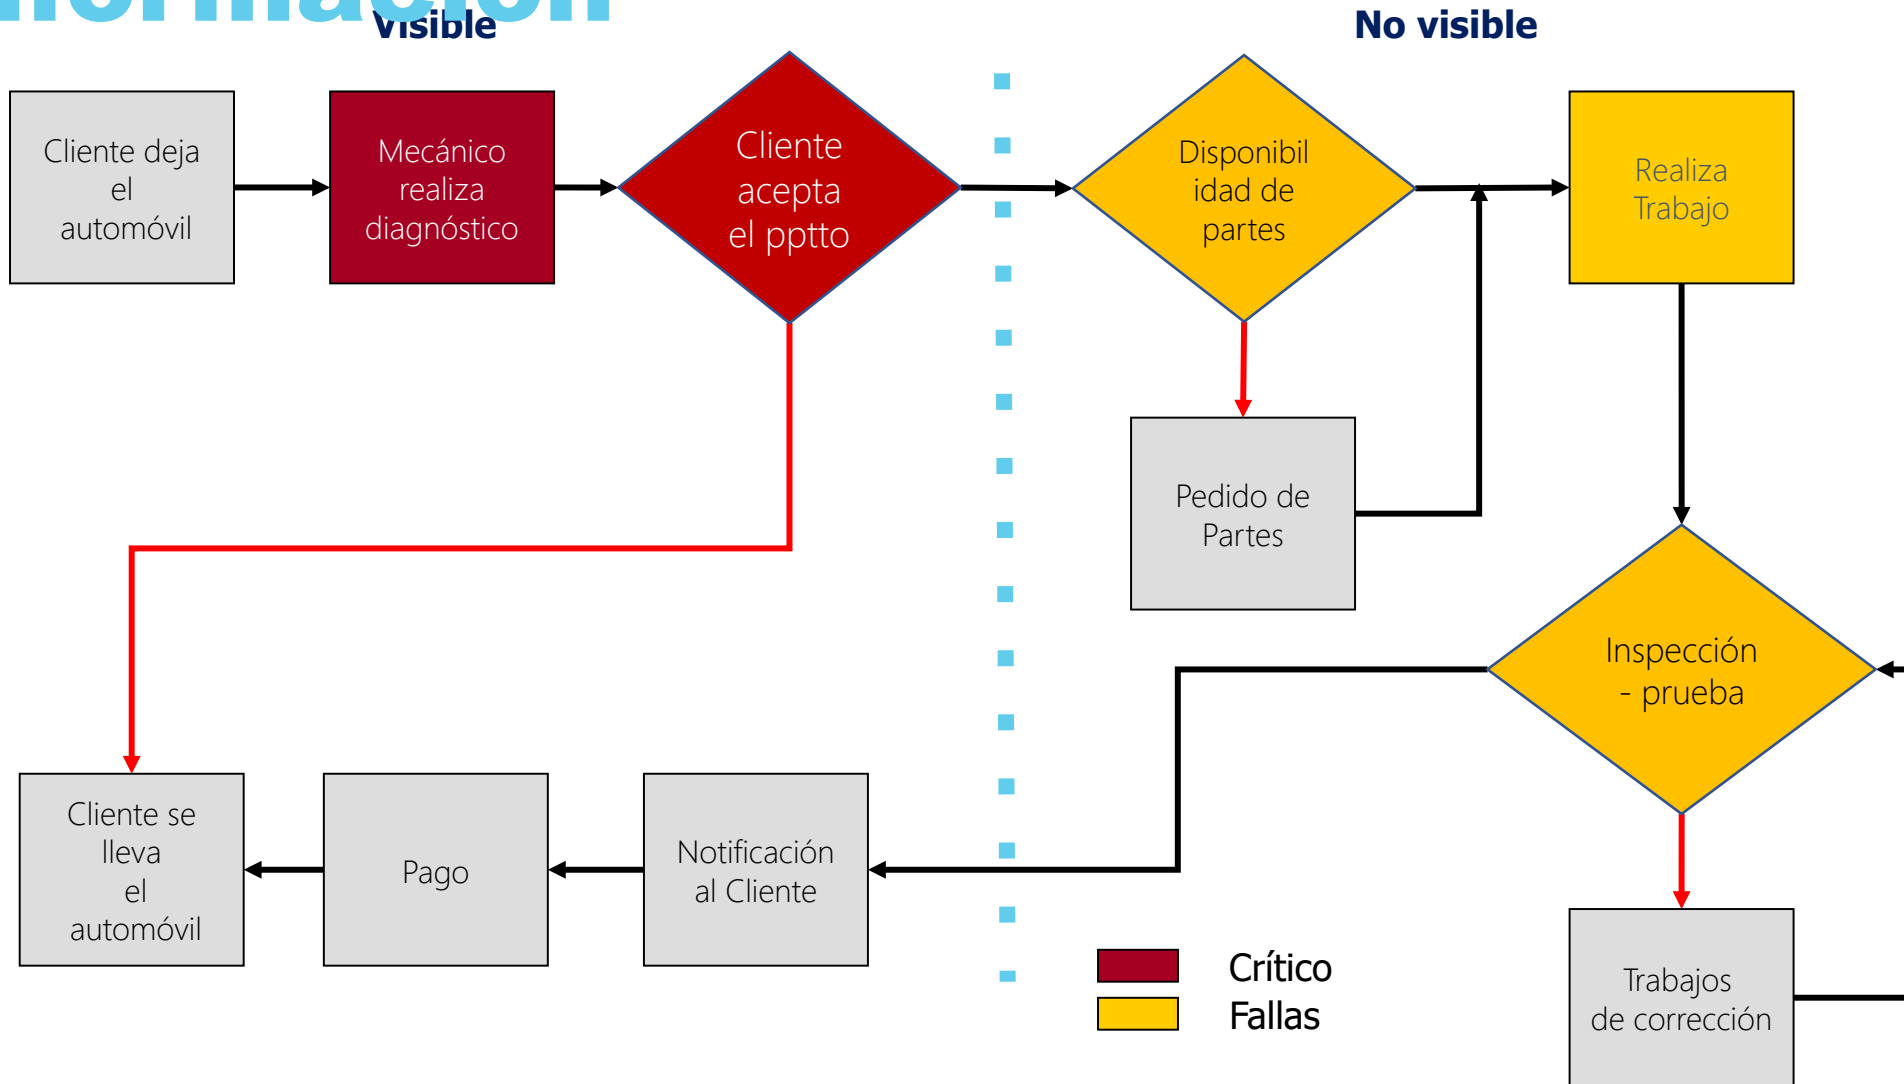 Visible
No visible
Cliente deja
el
automóvil
Mecánico
realiza
diagnóstico
Cliente
acepta
el pptto
Disponibil
idad de
partes
Realiza
Trabajo
Pedido de
Partes
Inspección
- prueba
Cliente se
lleva
el
automóvil
Pago
Notificación
al Cliente
Crítico
Fallas
Trabajos
de corrección